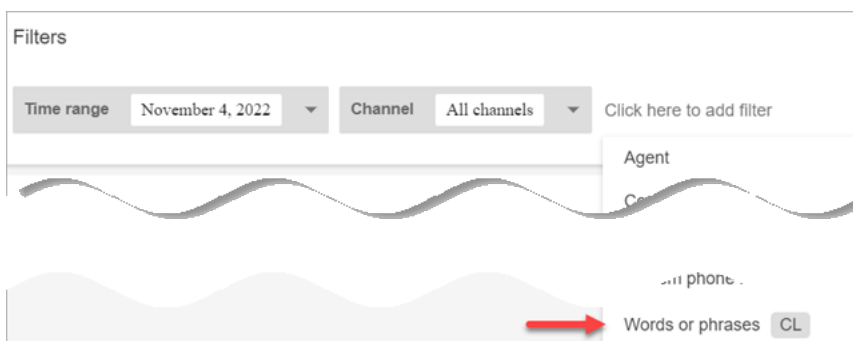 Filters
Time range November 4, 2022 Channel All channels Click here to add filter
Agent
phone
Words or phrases CL